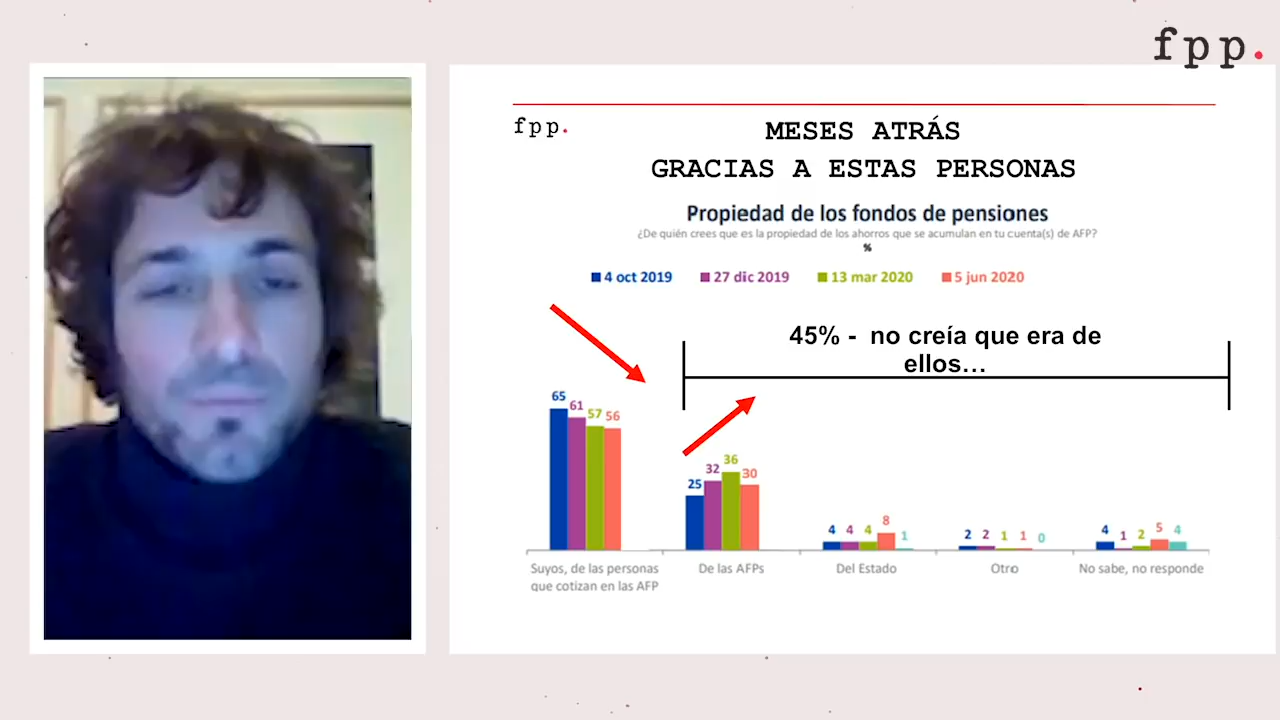 fpp.
fpp.
MESES ATRÁS
GRACIAS A ESTAS PERSONAS
Propiedad de los fondos de pensiones
¿De quién crees que es la propiedad de los ahorros que se acumulan en tu cuenta(s) de AFP?
%
4 oct 2019 27 dic 2019 13 mar 2020 5 jun 2020
45% - no creía que era de
ellos...
65 61 57 56
25 32 36 30
4 4 4 8 1
2 2 1 1 0
4 1 2 5 4
Suyos, de las personas
que cotizan en las AFP
De las AFPs
Del Estado
Otro
No sabe, no responde